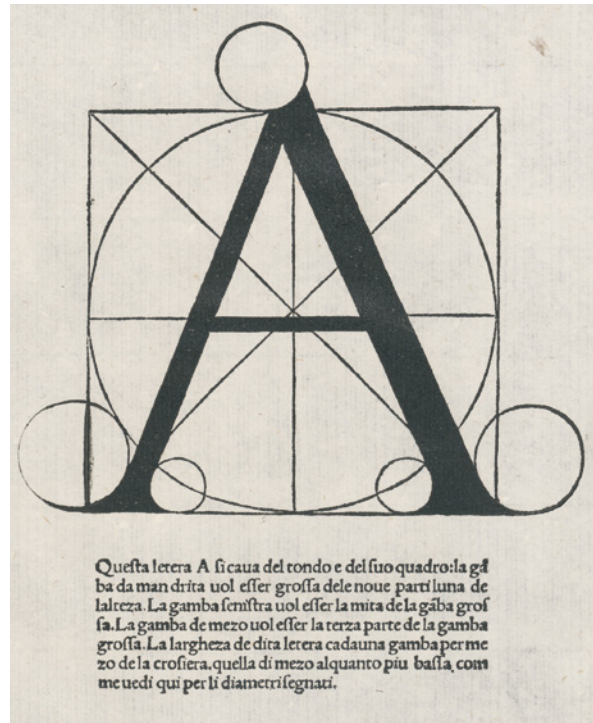 A
Queſta letera A ſi caua del tondo e del ſuo quadro: la gã
ba da man drita uol eſſer groſſa dele noue parti luna de
lalteza. La gamba ſeniſtra uol eſſer la mita de la gãba groſ
ſa. La gamba de mezo uol eſſer la terza parte de la gamba
groſſa. La largheza de dita letera cadauna gamba per me
zo de la croſiera. quella di mezo alquanto piu baſſa com
me uedi qui per li diametri ſegnati.